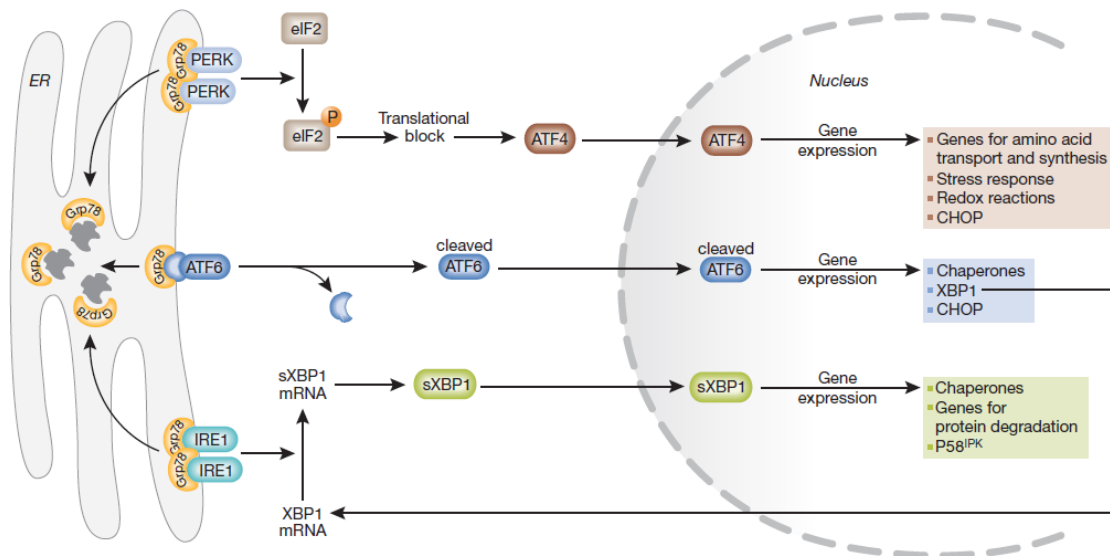 ER
Grp78
PERK
Grp78
PERK
eIF2
eIF2
P
Translational
block
ATF4
Nucleus
ATF4
Gene
expression
Genes for amino acid
transport and synthesis
Stress response
Redox reactions
CHOP
Grp78
Grp78
Grp78
Grp78
ATF6
cleaved
ATF6
cleaved
ATF6
Gene
expression
Chaperones
XBP1
CHOP
sXBP1
mRNA
sXBP1
sXBP1
Gene
expression
Chaperones
Genes for
protein degradation
P58IPK
Grp78
IRE1
Grp78
IRE1
XBP1
mRNA